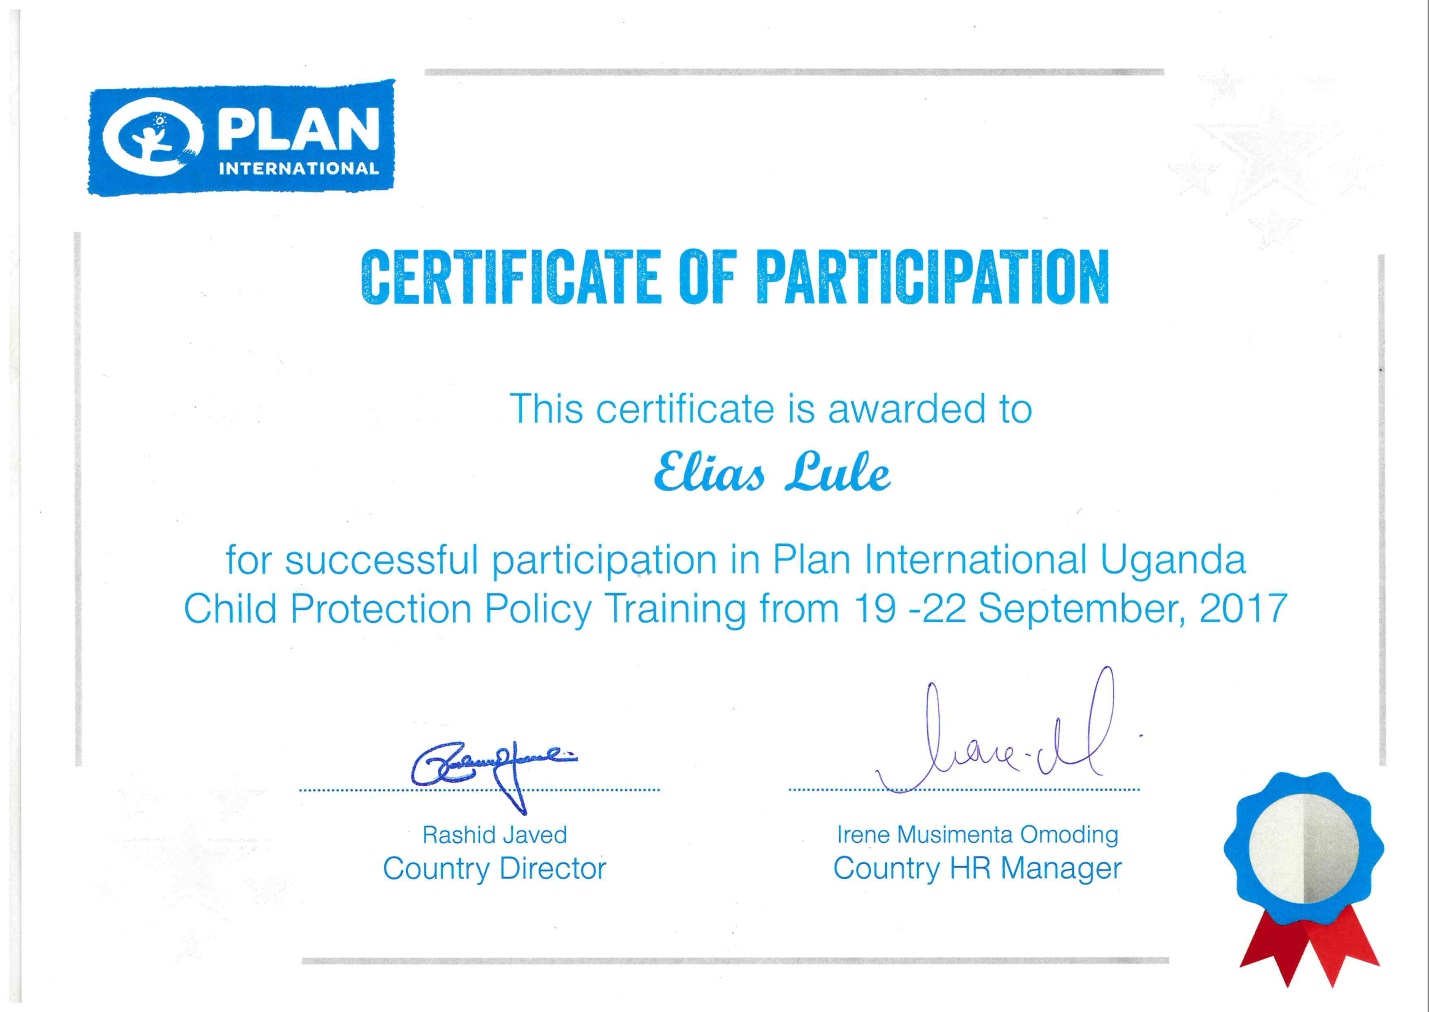 PLAN
INTERNATIONAL
CERTIFICATE OF PARTICIPATION
This certificate is awarded to
Elias Lule
for successful participation in Plan International Uganda
Child Protection Policy Training from 19 -22 September, 2017
Rashid Javed
Country Director
Irene Musimenta Omoding
Country HR Manager